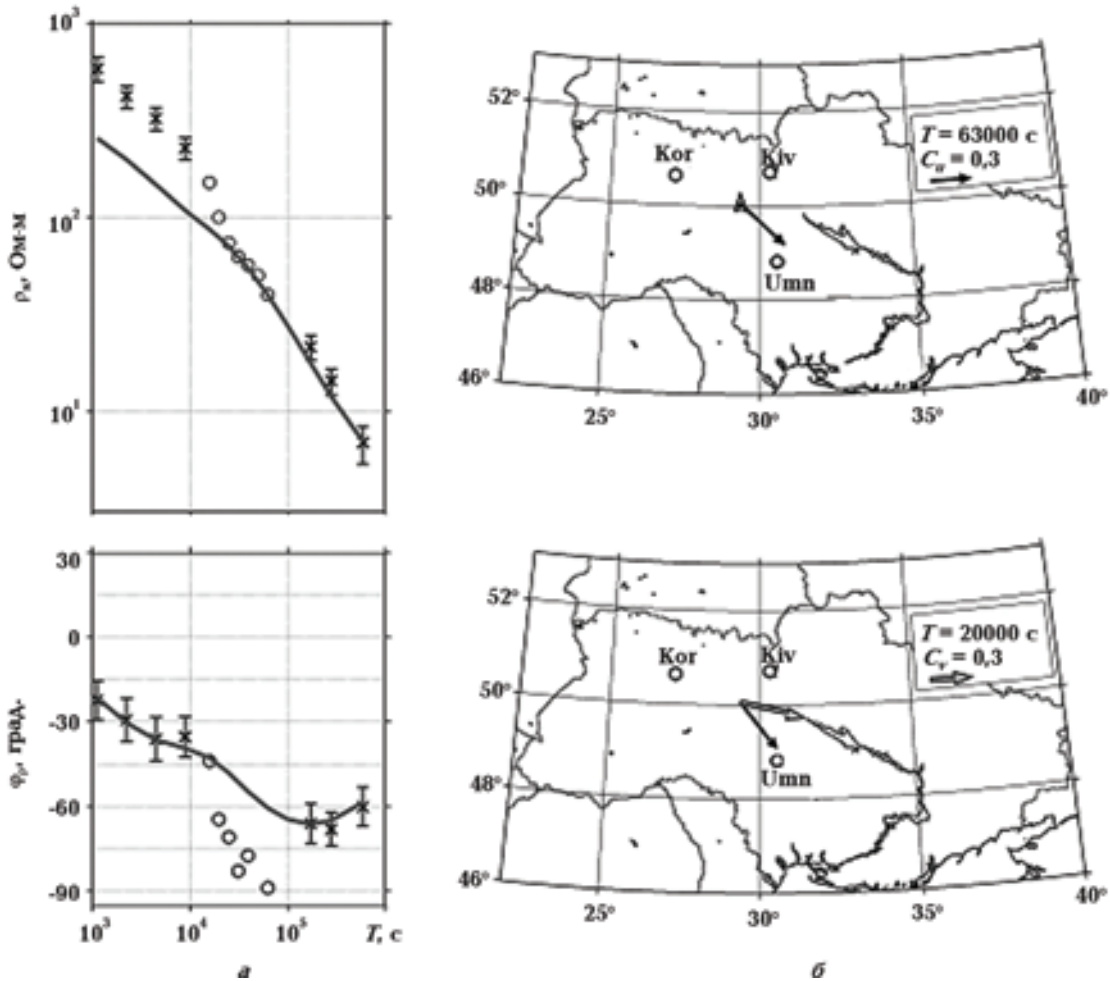 10³
10²
10¹
ρₖ, Ом·м
30
0
-30
-60
-90
φᵨ, град.
10³
10⁴
10⁵
T, с
а
52°
50°
48°
46°
25°
30°
35°
40°
Kor
Kiv
A
Umn
T = 63000 с
Cᵤ = 0,3
52°
50°
48°
46°
25°
30°
35°
40°
Kor
Kiv
Umn
T = 20000 с
Cᵥ = 0,3
б